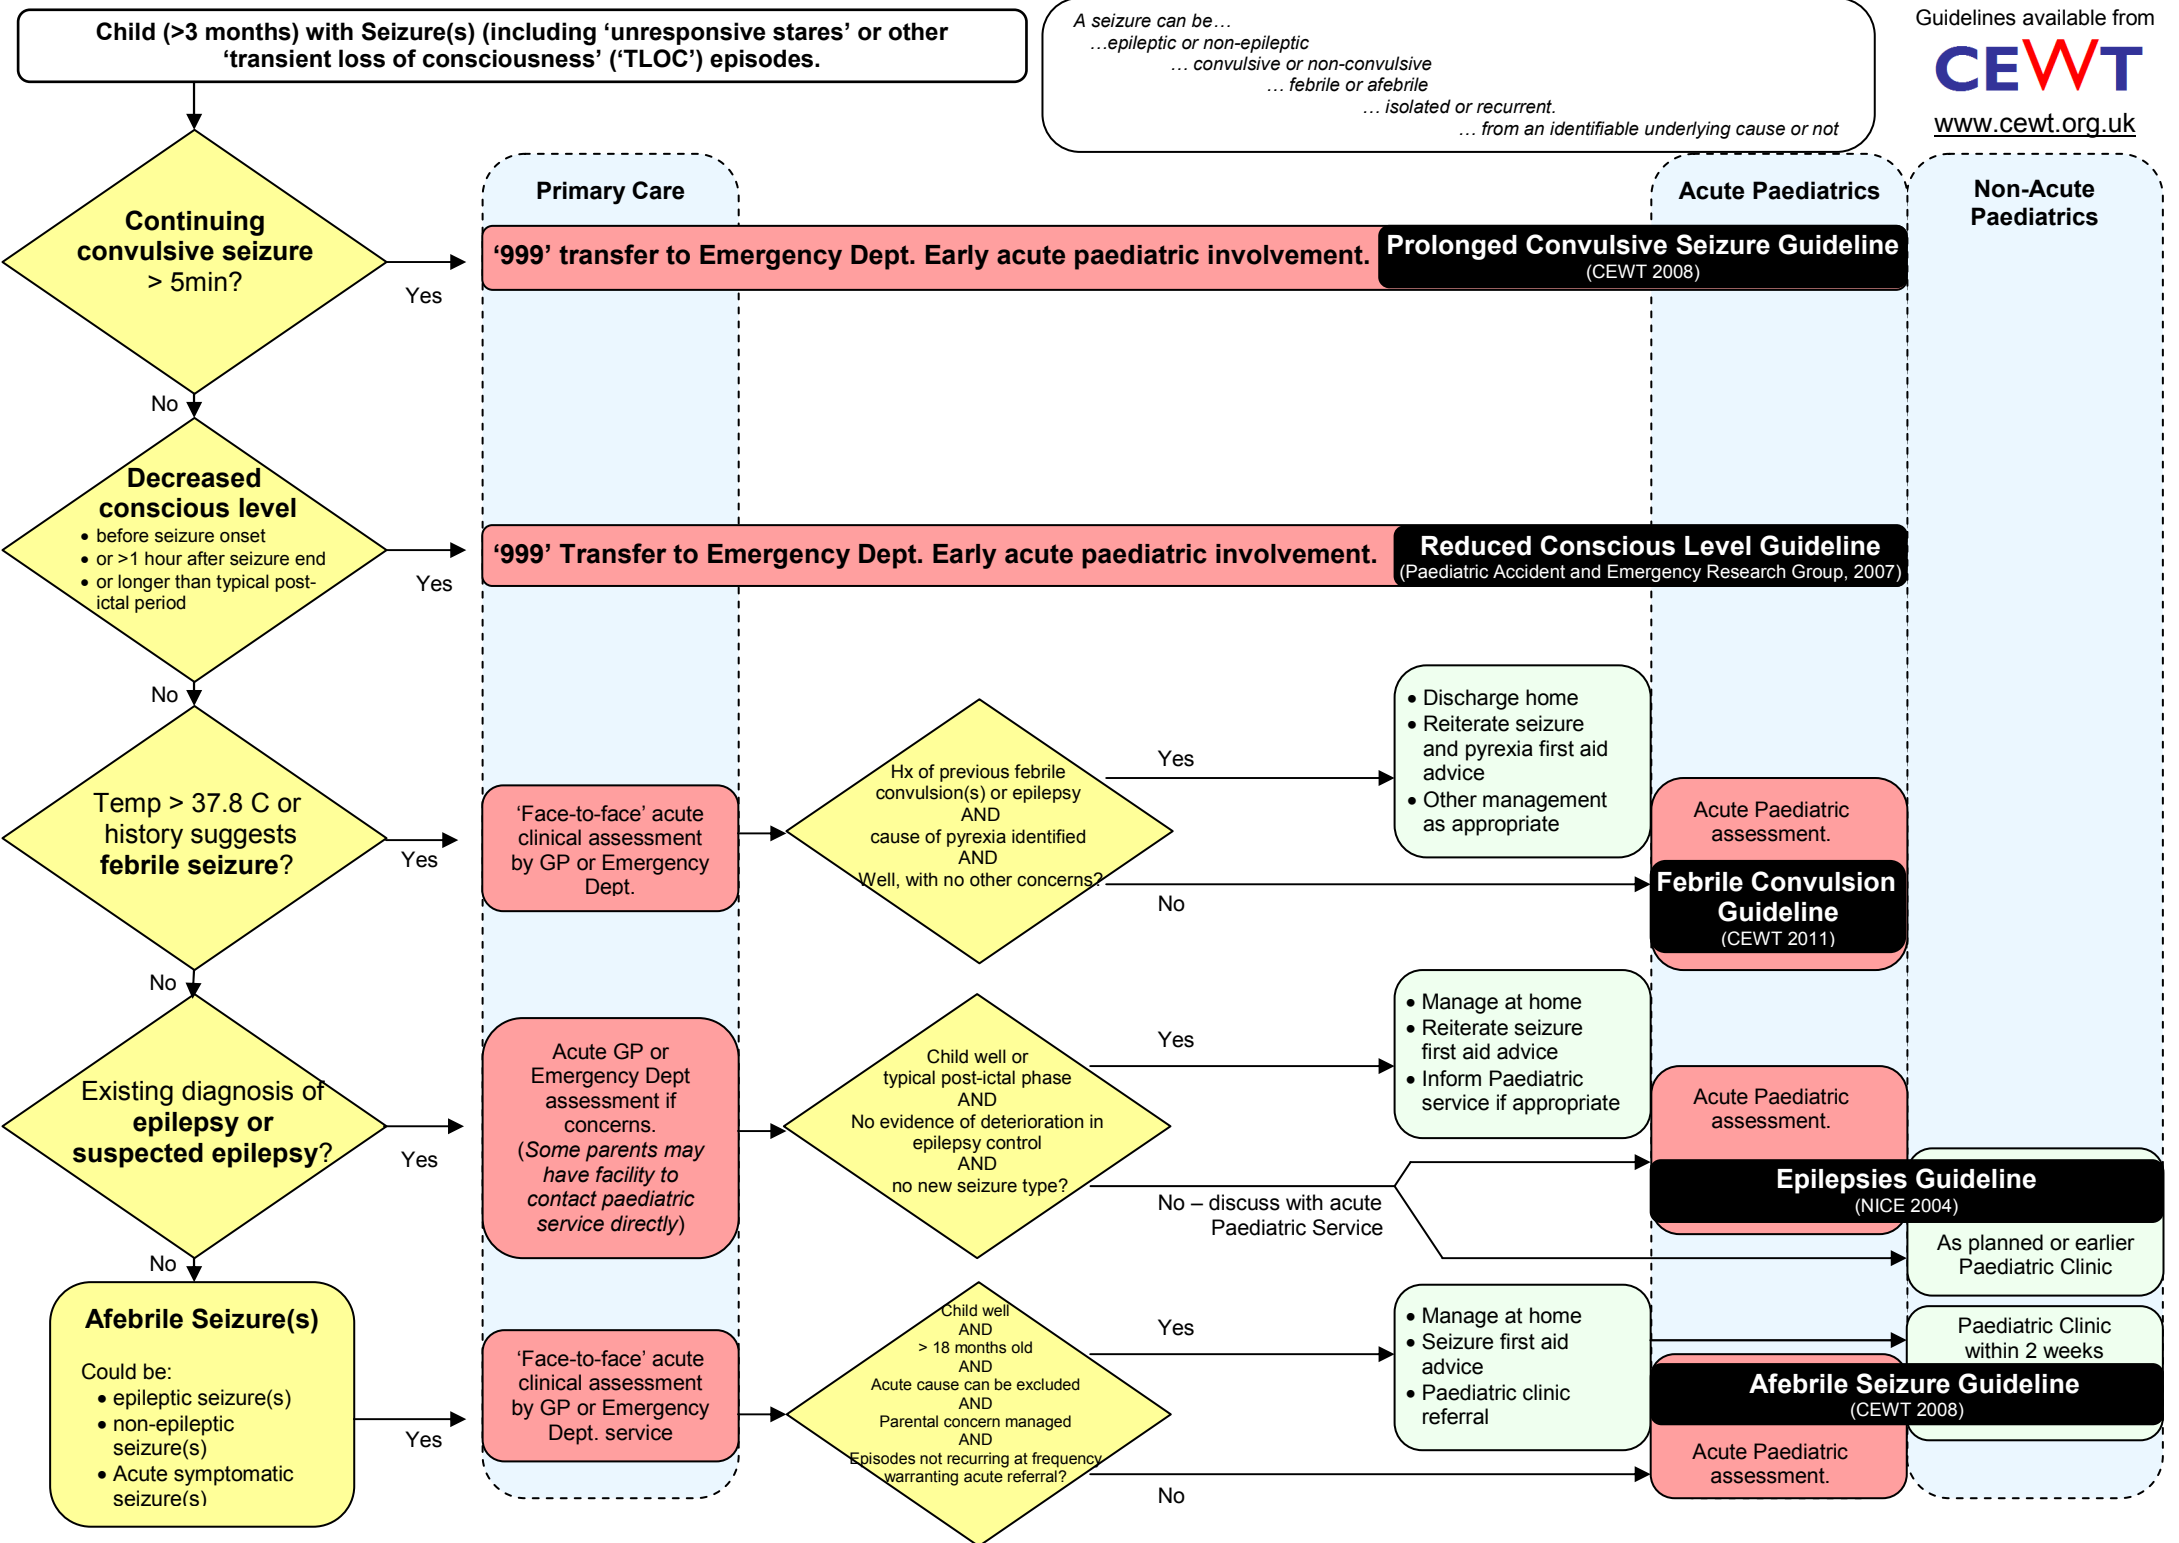 Child (>3 months) with Seizure(s) (including ‘unresponsive stares’ or other
‘transient loss of consciousness’ (‘TLOC’) episodes.
A seizure can be…
…epileptic or non-epileptic
… convulsive or non-convulsive
… febrile or afebrile
… isolated or recurrent.
… from an identifiable underlying cause or not
Guidelines available from
CEWT
www.cewt.org.uk
Primary Care
Acute Paediatrics
Non-Acute
Paediatrics
Continuing
convulsive seizure
> 5min?
Yes
‘999’ transfer to Emergency Dept. Early acute paediatric involvement.
Prolonged Convulsive Seizure Guideline
(CEWT 2008)
No
Decreased
conscious level
• before seizure onset
• or >1 hour after seizure end
• or longer than typical post-
ictal period
Yes
‘999’ Transfer to Emergency Dept. Early acute paediatric involvement.
Reduced Conscious Level Guideline
(Paediatric Accident and Emergency Research Group, 2007)
No
Temp > 37.8 C or
history suggests
febrile seizure?
Yes
‘Face-to-face’ acute
clinical assessment
by GP or Emergency
Dept.
Hx of previous febrile
convulsion(s) or epilepsy
AND
cause of pyrexia identified
AND
Well, with no other concerns?
Yes
• Discharge home
• Reiterate seizure
and pyrexia first aid
advice
• Other management
as appropriate
No
Acute Paediatric
assessment.
Febrile Convulsion
Guideline
(CEWT 2011)
No
Existing diagnosis of
epilepsy or
suspected epilepsy?
Yes
Acute GP or
Emergency Dept
assessment if
concerns.
(Some parents may
have facility to
contact paediatric
service directly)
Child well or
typical post-ictal phase
AND
No evidence of deterioration in
epilepsy control
AND
no new seizure type?
Yes
• Manage at home
• Reiterate seizure
first aid advice
• Inform Paediatric
service if appropriate
No – discuss with acute
Paediatric Service
Acute Paediatric
assessment.
Epilepsies Guideline
(NICE 2004)
As planned or earlier
Paediatric Clinic
No
Afebrile Seizure(s)
Could be:
• epileptic seizure(s)
• non-epileptic
seizure(s)
• Acute symptomatic
seizure(s)
Yes
‘Face-to-face’ acute
clinical assessment
by GP or Emergency
Dept. service
Child well
AND
> 18 months old
AND
Acute cause can be excluded
AND
Parental concern managed
AND
Episodes not recurring at frequency
warranting acute referral?
Yes
• Manage at home
• Seizure first aid
advice
• Paediatric clinic
referral
No
Paediatric Clinic
within 2 weeks
Afebrile Seizure Guideline
(CEWT 2008)
Acute Paediatric
assessment.